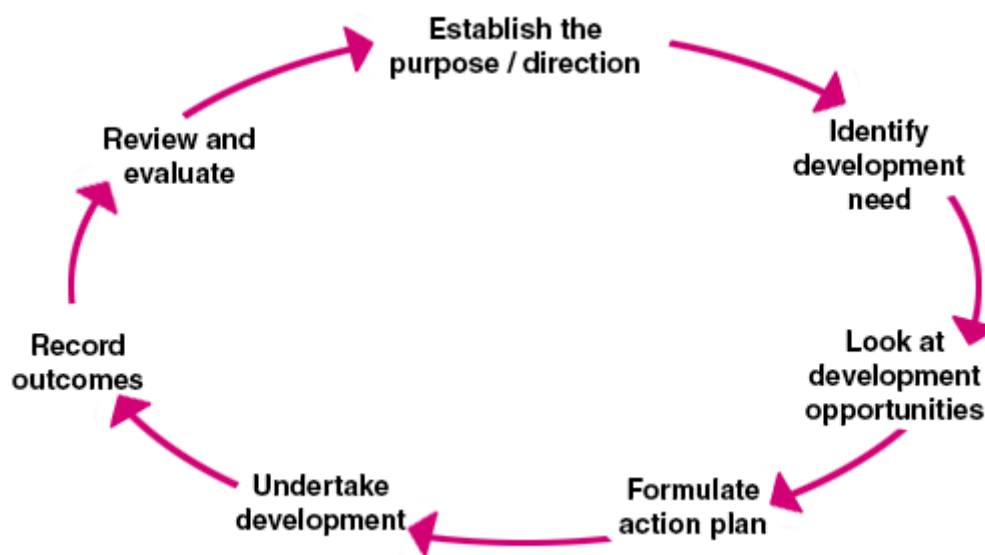 Establish the
purpose / direction
Identify
development
need
Look at
development
opportunities
Formulate
action plan
Undertake
development
Record
outcomes
Review and
evaluate